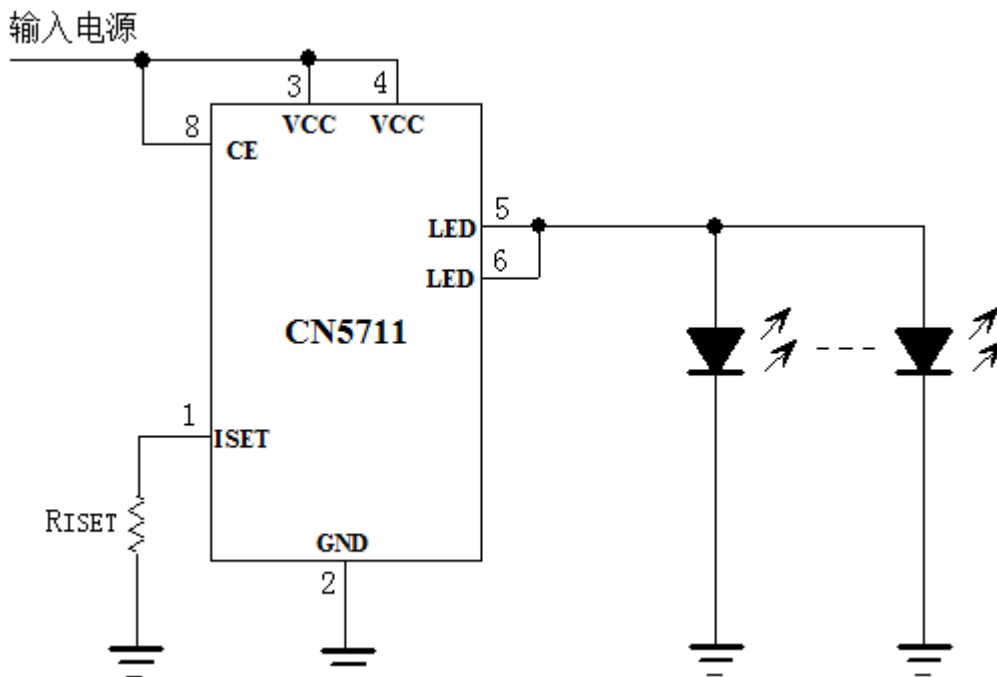 输入电源
3
4
8
VCC
VCC
CE
5
LED
6
LED
CN5711
1
ISET
RISET
GND
2